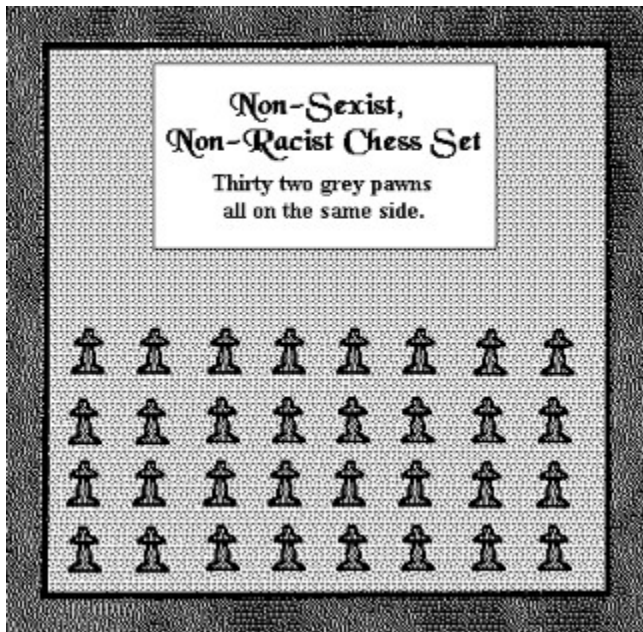 Non-Sexist,
Non-Racist Chess Set
Thirty two grey pawns
all on the same side.